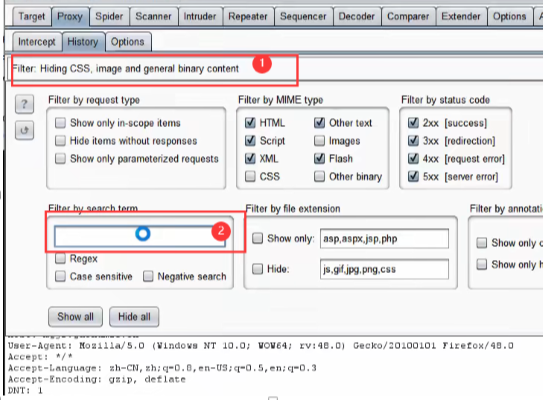 Target Proxy Spider Scanner Intruder Repeater Sequencer Decoder Comparer Extender Options
Intercept History Options
Filter: Hiding CSS, image and general binary content 1
? Filter by request type Filter by MIME type Filter by status code
Show only in-scope items HTML Other text 2xx [success]
Hide items without responses Script Images 3xx [redirection]
Show only parameterized requests XML Flash 4xx [request error]
CSS Other binary 5xx [server error]
Filter by search term Filter by file extension Filter by annotatio
2
Show only: asp,aspx,jsp,php Show only c
Regex
Hide: js,gif,jpg,png,css Show only h
Case sensitive Negative search
Show all Hide all
User-Agent: Mozilla/5.0 (Windows NT 10.0; WOW64; rv:48.0) Gecko/20100101 Firefox/48.0
Accept: */*
Accept-Language: zh-CN,zh;q=0.8,en-US;q=0.5,en;q=0.3
Accept-Encoding: gzip, deflate
DNT: 1